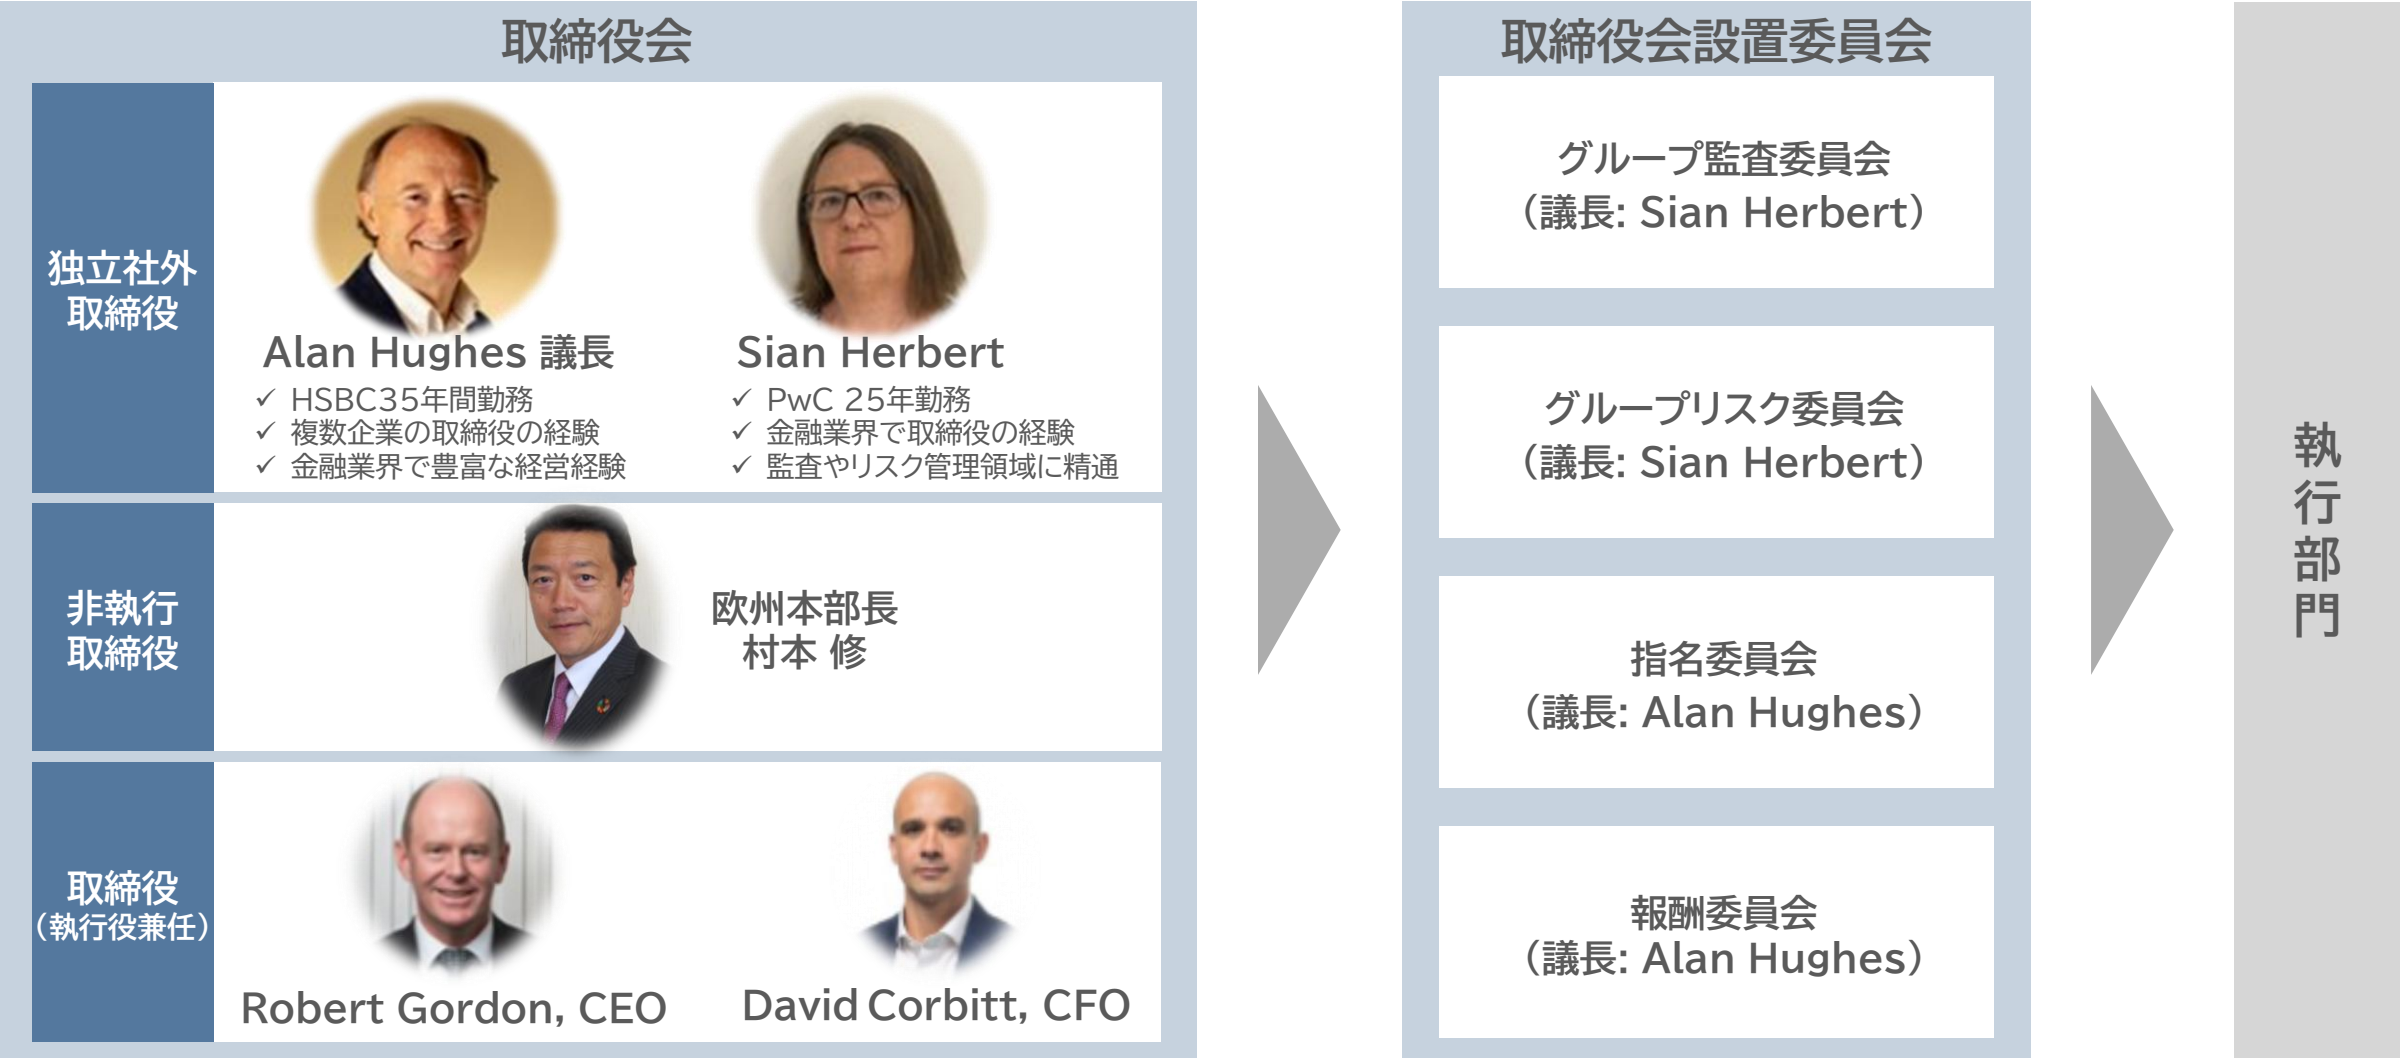 取締役会
独立社外
取締役
Alan Hughes 議長
✓ HSBC35年間勤務
✓ 複数企業の取締役の経験
✓ 金融業界で豊富な経営経験
Sian Herbert
✓ PwC 25年勤務
✓ 金融業界で取締役の経験
✓ 監査やリスク管理領域に精通
非執行
取締役
欧州本部長
村本 修
取締役
（執行役兼任）
Robert Gordon, CEO
David Corbitt, CFO
取締役会設置委員会
グループ監査委員会
（議長: Sian Herbert）
グループリスク委員会
（議長: Sian Herbert）
指名委員会
（議長: Alan Hughes）
報酬委員会
（議長: Alan Hughes）
執行部門